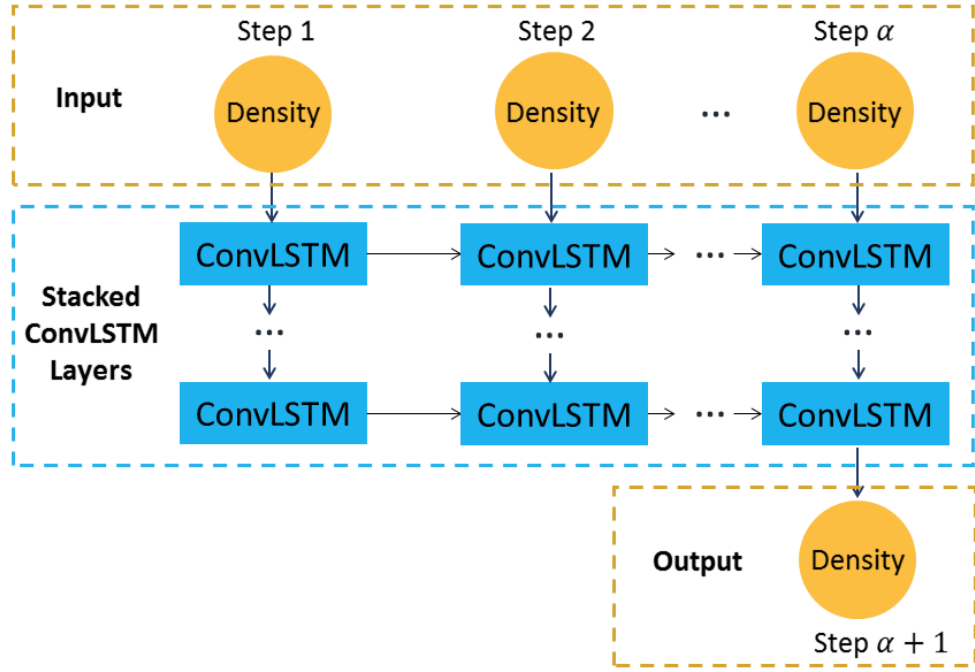 Step 1 Step 2 Step α
Input Density Density ... Density
ConvLSTM ConvLSTM ... ConvLSTM
Stacked
ConvLSTM
Layers
... ... ...
ConvLSTM ConvLSTM ... ConvLSTM
Output Density
Step α + 1